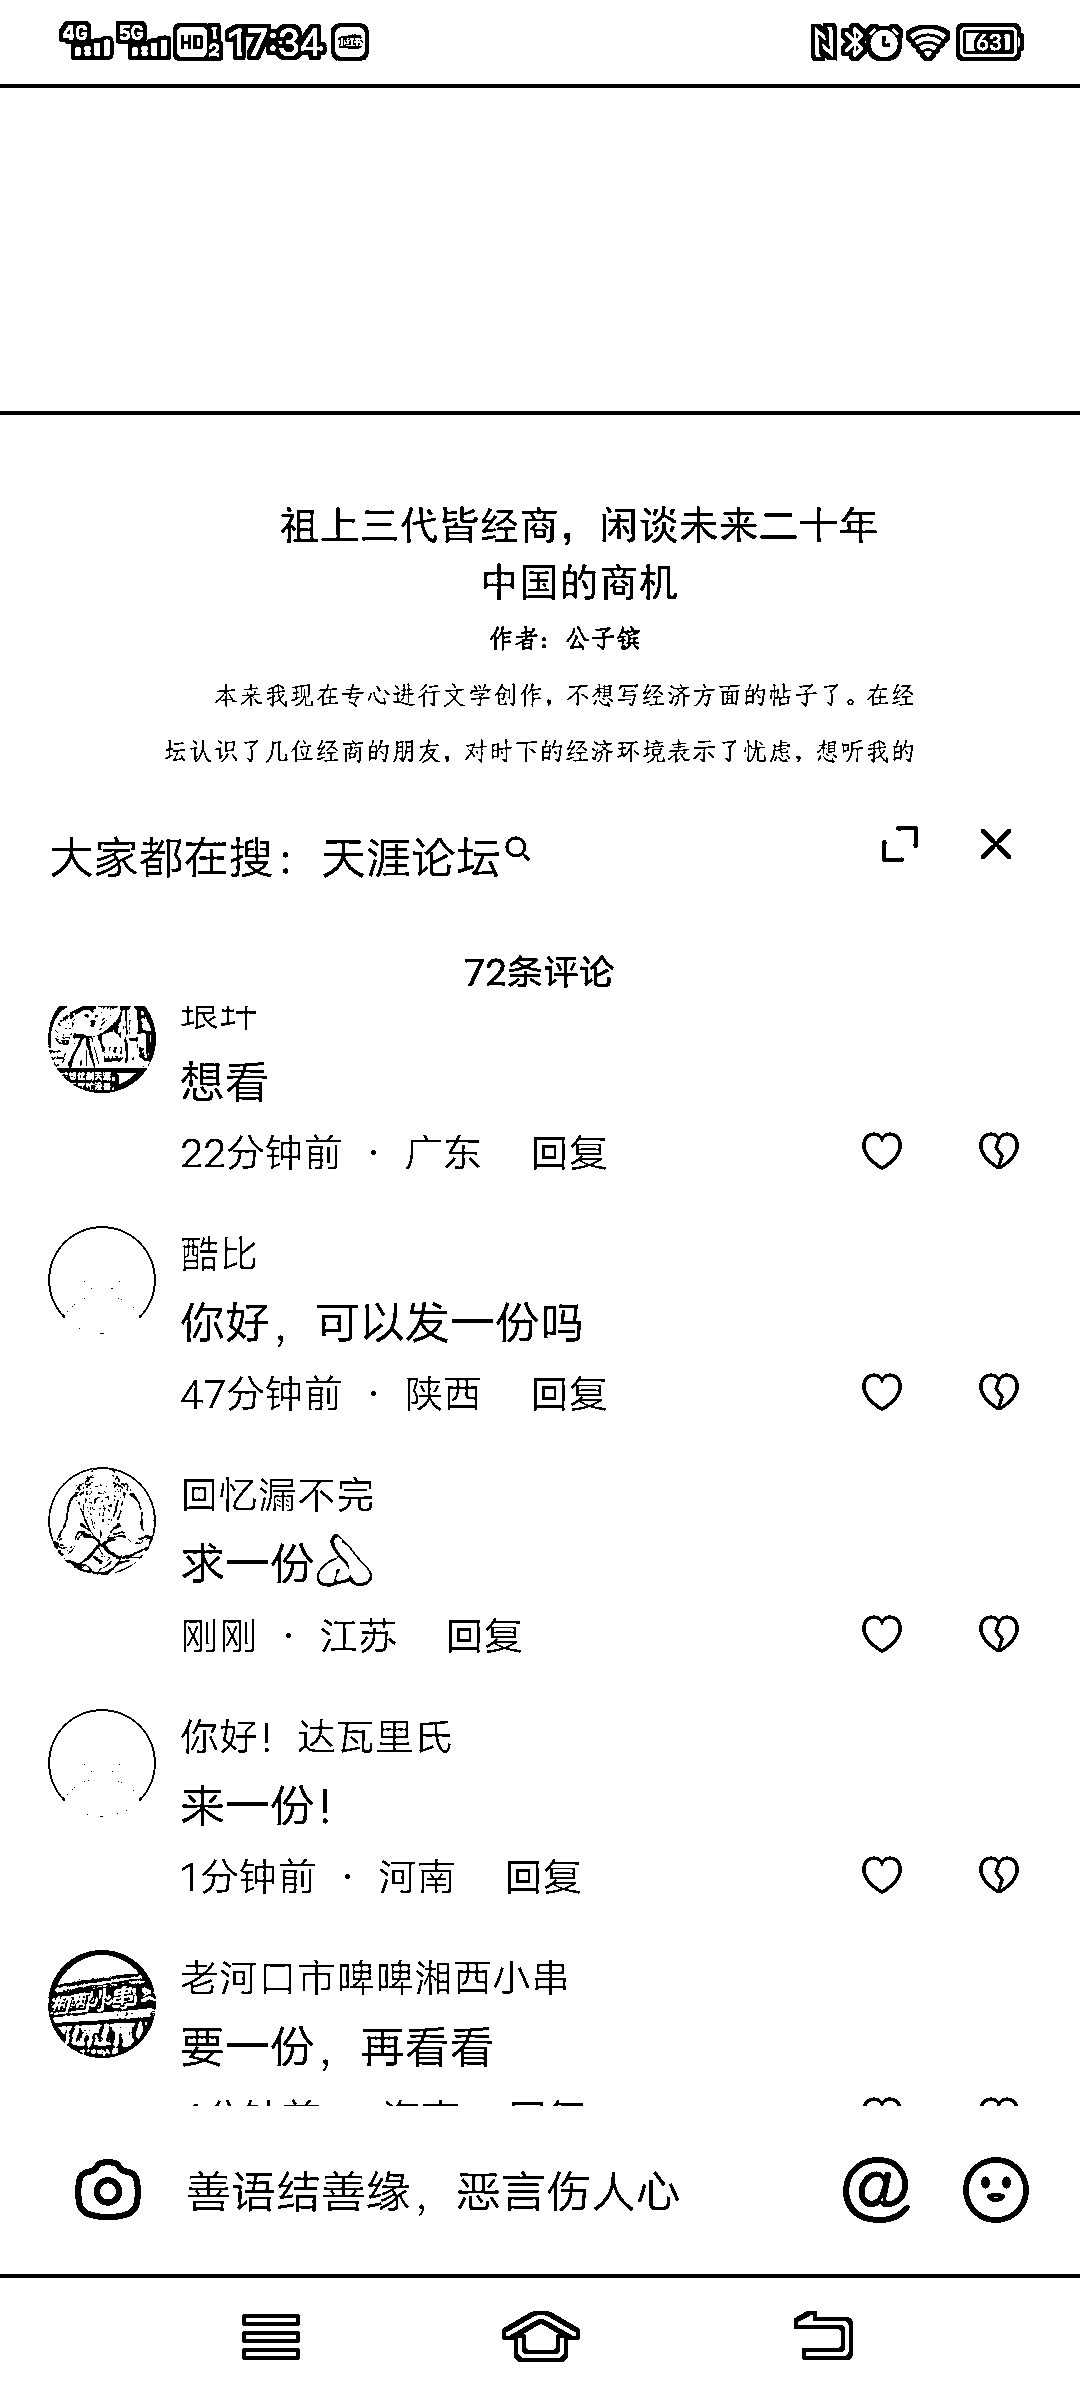 4G 5G HD 1 2 17:34 63
祖上三代皆经商，闲谈未来二十年
中国的商机
作者：公子镔
本来我现在专心进行文学创作，不想写经济方面的帖子了。在经
坛认识了几位经商的朋友，对时下的经济环境表示了忧虑，想听我的
大家都在搜：天涯论坛
72条评论
想看
22分钟前 · 广东 回复
酷比
你好，可以发一份吗
47分钟前 · 陕西 回复
回忆漏不完
求一份
刚刚 · 江苏 回复
你好！达瓦里氏
来一份！
1分钟前 · 河南 回复
老河口市啤啤湘西小串
要一份，再看看
善语结善缘，恶言伤人心